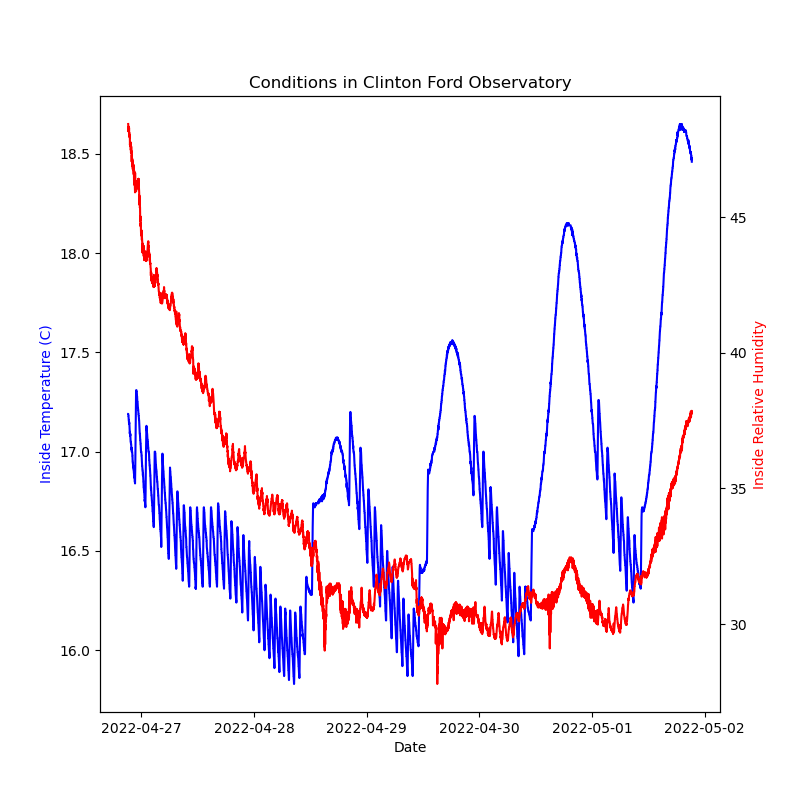 Conditions in Clinton Ford Observatory
18.5
18.0
17.5
17.0
16.5
16.0
Inside Temperature (C)
45
40
35
30
Inside Relative Humidity
2022-04-27 2022-04-28 2022-04-29 2022-04-30 2022-05-01 2022-05-02
Date